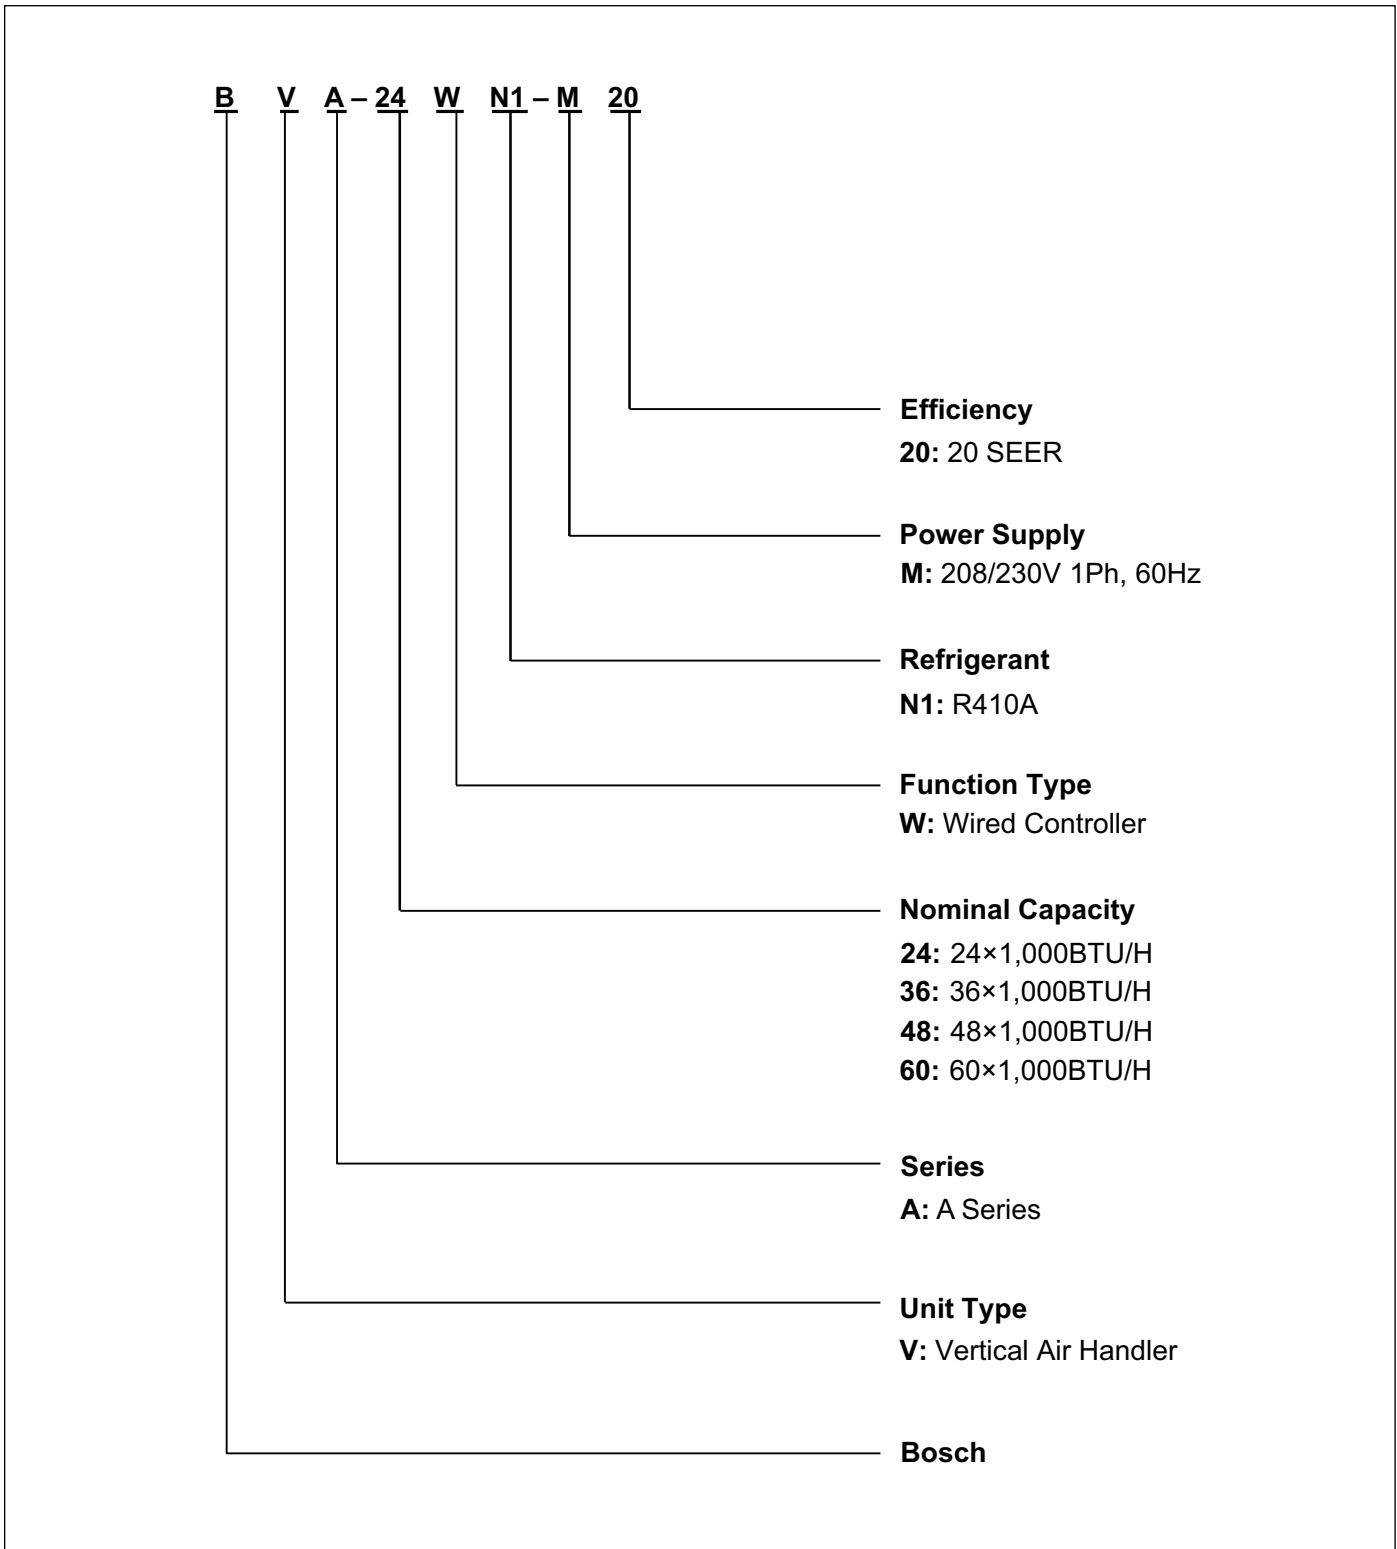 B V A – 24 W N1 – M 20
Efficiency
20: 20 SEER
Power Supply
M: 208/230V 1Ph, 60Hz
Refrigerant
N1: R410A
Function Type
W: Wired Controller
Nominal Capacity
24: 24×1,000BTU/H
36: 36×1,000BTU/H
48: 48×1,000BTU/H
60: 60×1,000BTU/H
Series
A: A Series
Unit Type
V: Vertical Air Handler
Bosch